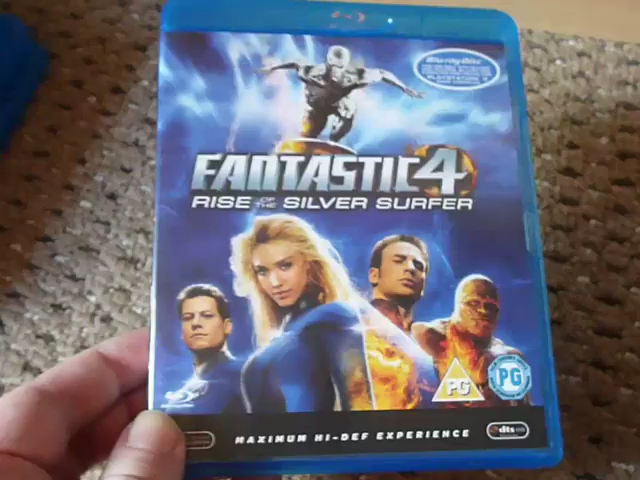 Blu-ray Disc
PLAYSTATION 3
FANTASTIC 4
RISE OF THE SILVER SURFER
PG
PG
MAXIMUM HI-DEF EXPERIENCE
dts